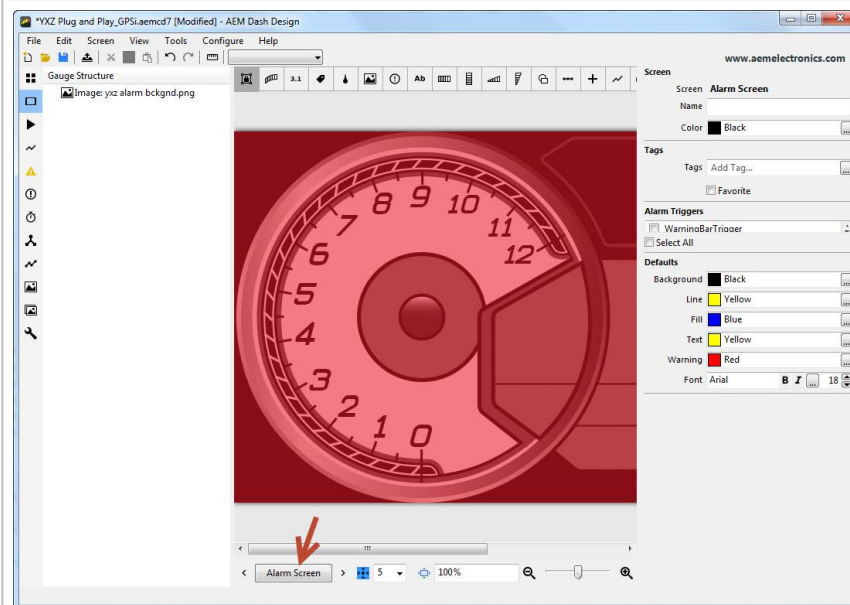 *YXZ Plug and Play_GPSi.aemcd7 [Modified] - AEM Dash Design
File Edit Screen View Tools Configure Help
www.aemelectronics.com
Gauge Structure
Image: yxz alarm bckgnd.png
3.1
Ab
Screen
Screen Alarm Screen
Name
Color Black ...
Tags
Tags Add Tag... ...
Favorite
Alarm Triggers
WarningBarTrigger
Select All
Defaults
Background Black ...
Line Yellow ...
Fill Blue ...
Text Yellow ...
Warning Red ...
Font Arial B I ... 18
0
1
2
3
4
5
6
7
8
9
10
11
12
< Alarm Screen > 5 100%